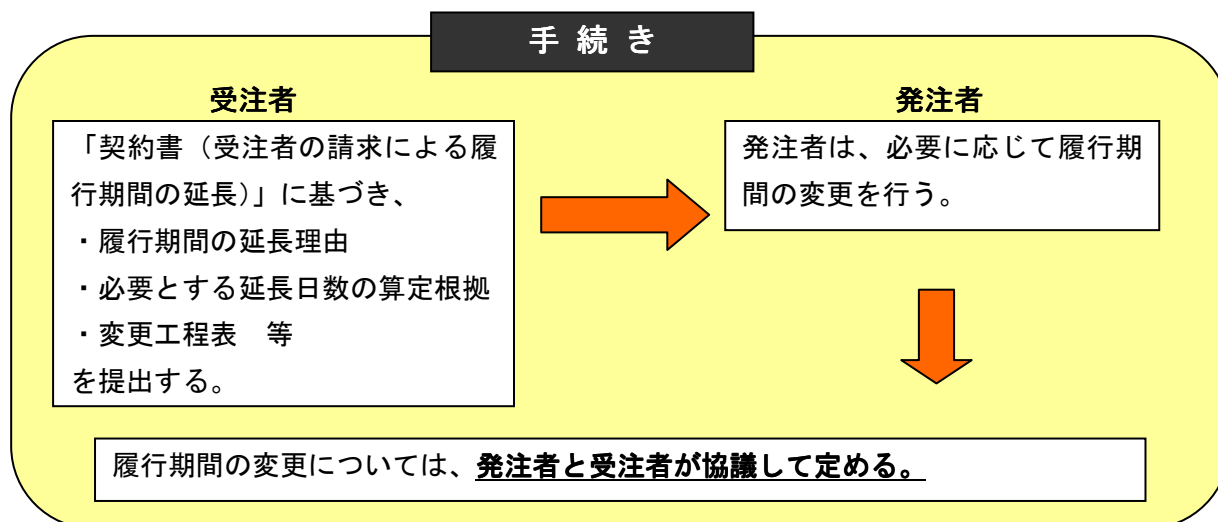 手続き
受注者
「契約書（受注者の請求による履
行期間の延長）」に基づき、
・履行期間の延長理由
・必要とする延長日数の算定根拠
・変更工程表　等
を提出する。
発注者
発注者は、必要に応じて履行期
間の変更を行う。
履行期間の変更については、発注者と受注者が協議して定める。